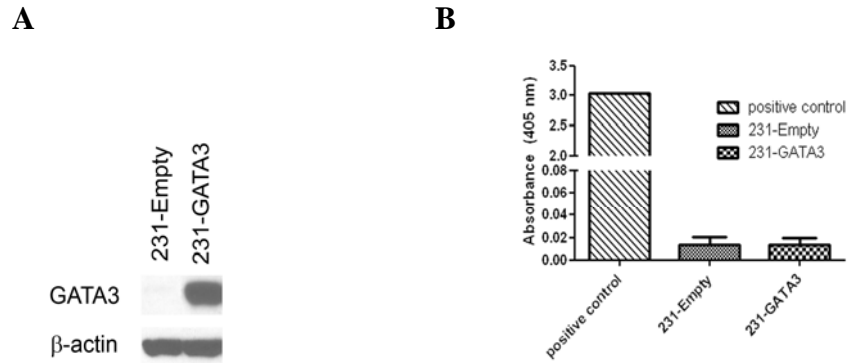 A
231-Empty
231-GATA3
GATA3
β-actin
B
Absorbance (405 nm)
3.5
3.0
2.5
2.0
0.08
0.06
0.04
0.02
0.00
positive control
231-Empty
231-GATA3
positive control
231-Empty
231-GATA3